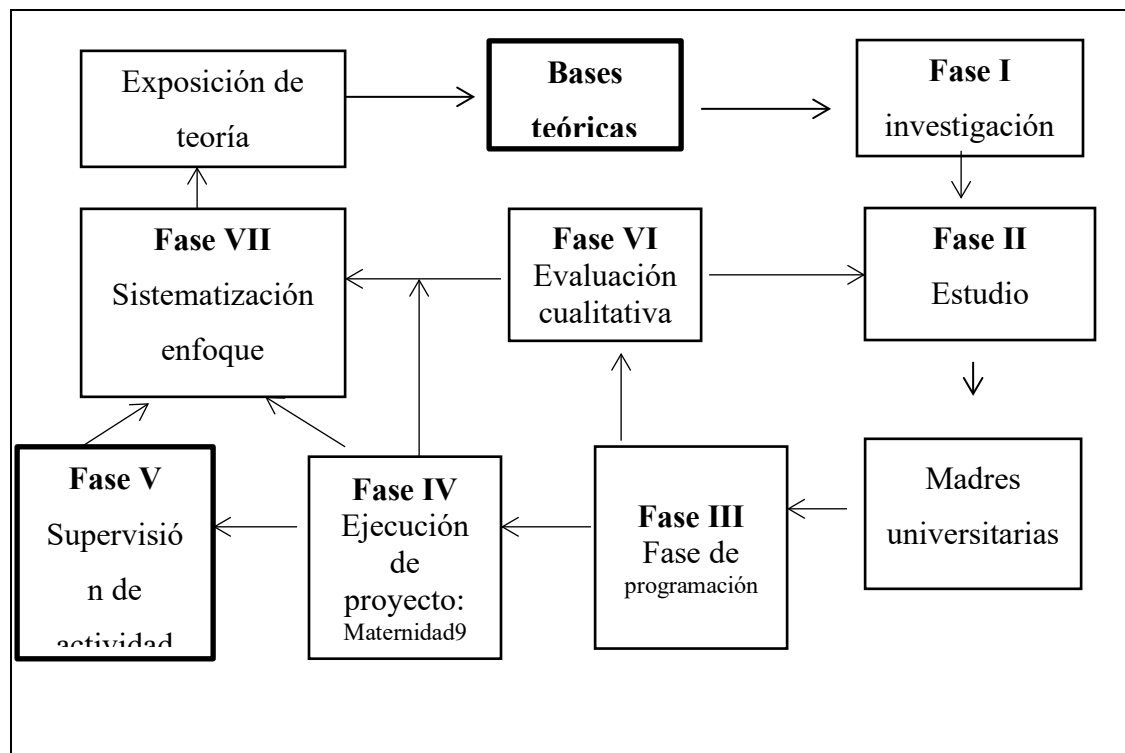 Exposición de
teoría
Bases
teóricas
Fase I
investigación
Fase VII
Sistematización
enfoque
Fase VI
Evaluación
cualitativa
Fase II
Estudio
Fase V
Supervisió
n de
actividad
Fase IV
Ejecución
de
proyecto:
Maternidad9
Fase III
Fase de
programación
Madres
universitarias